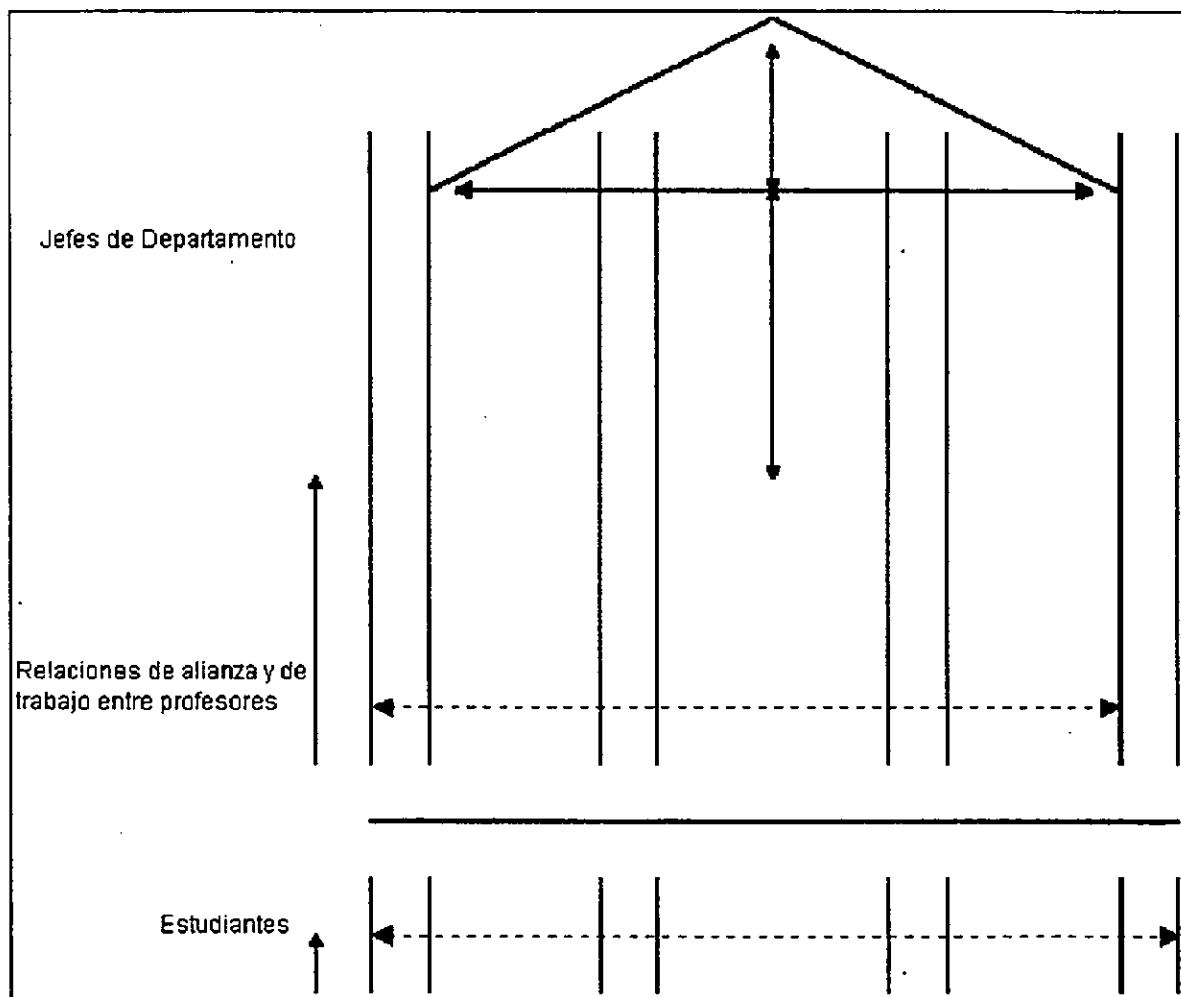 Jefes de Departamento
Relaciones de alianza y de
trabajo entre profesores
Estudiantes